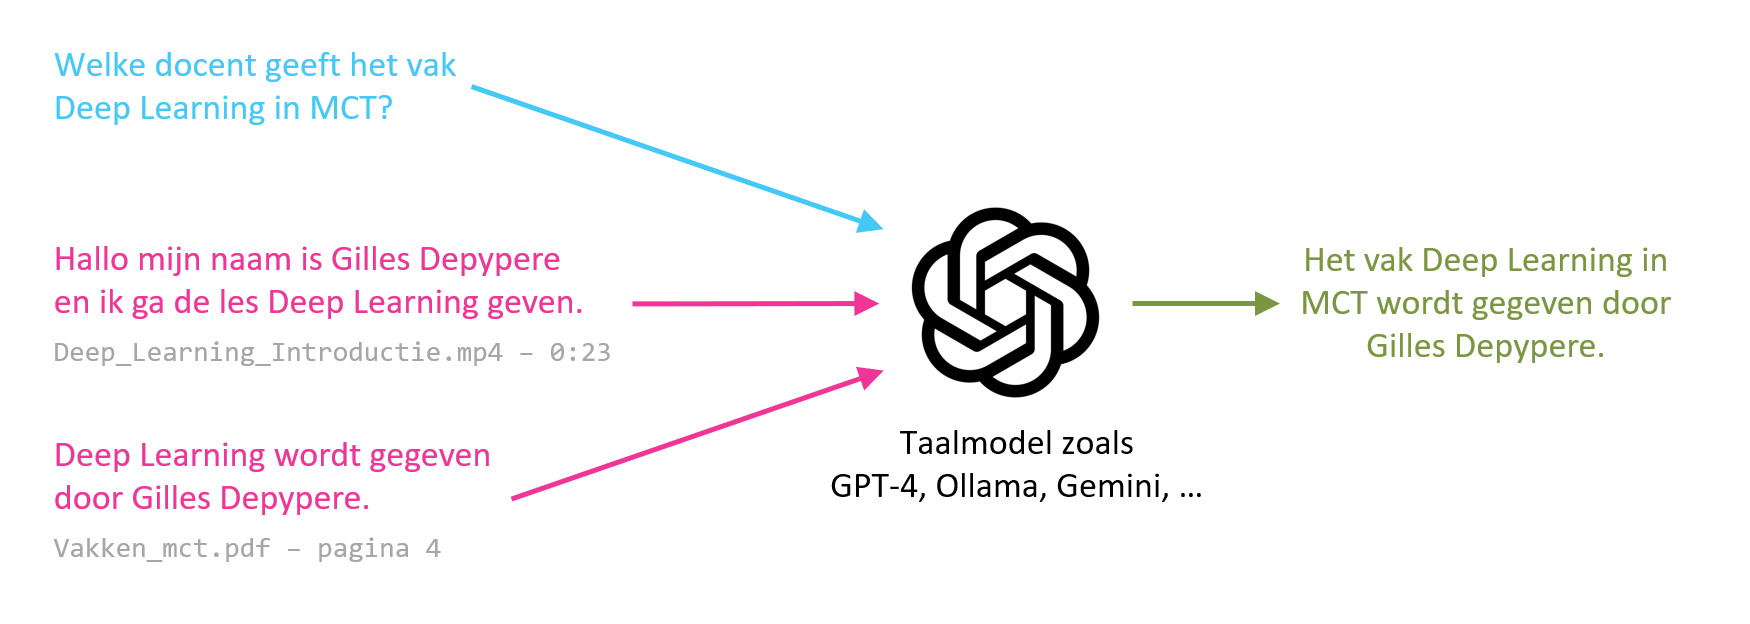 Welke docent geeft het vak
Deep Learning in MCT?
Hallo mijn naam is Gilles Depypere
en ik ga de les Deep Learning geven.
Deep_Learning_Introductie.mp4 – 0:23
Deep Learning wordt gegeven
door Gilles Depypere.
Vakken_mct.pdf – pagina 4
Taalmodel zoals
GPT-4, Ollama, Gemini, ...
Het vak Deep Learning in
MCT wordt gegeven door
Gilles Depypere.